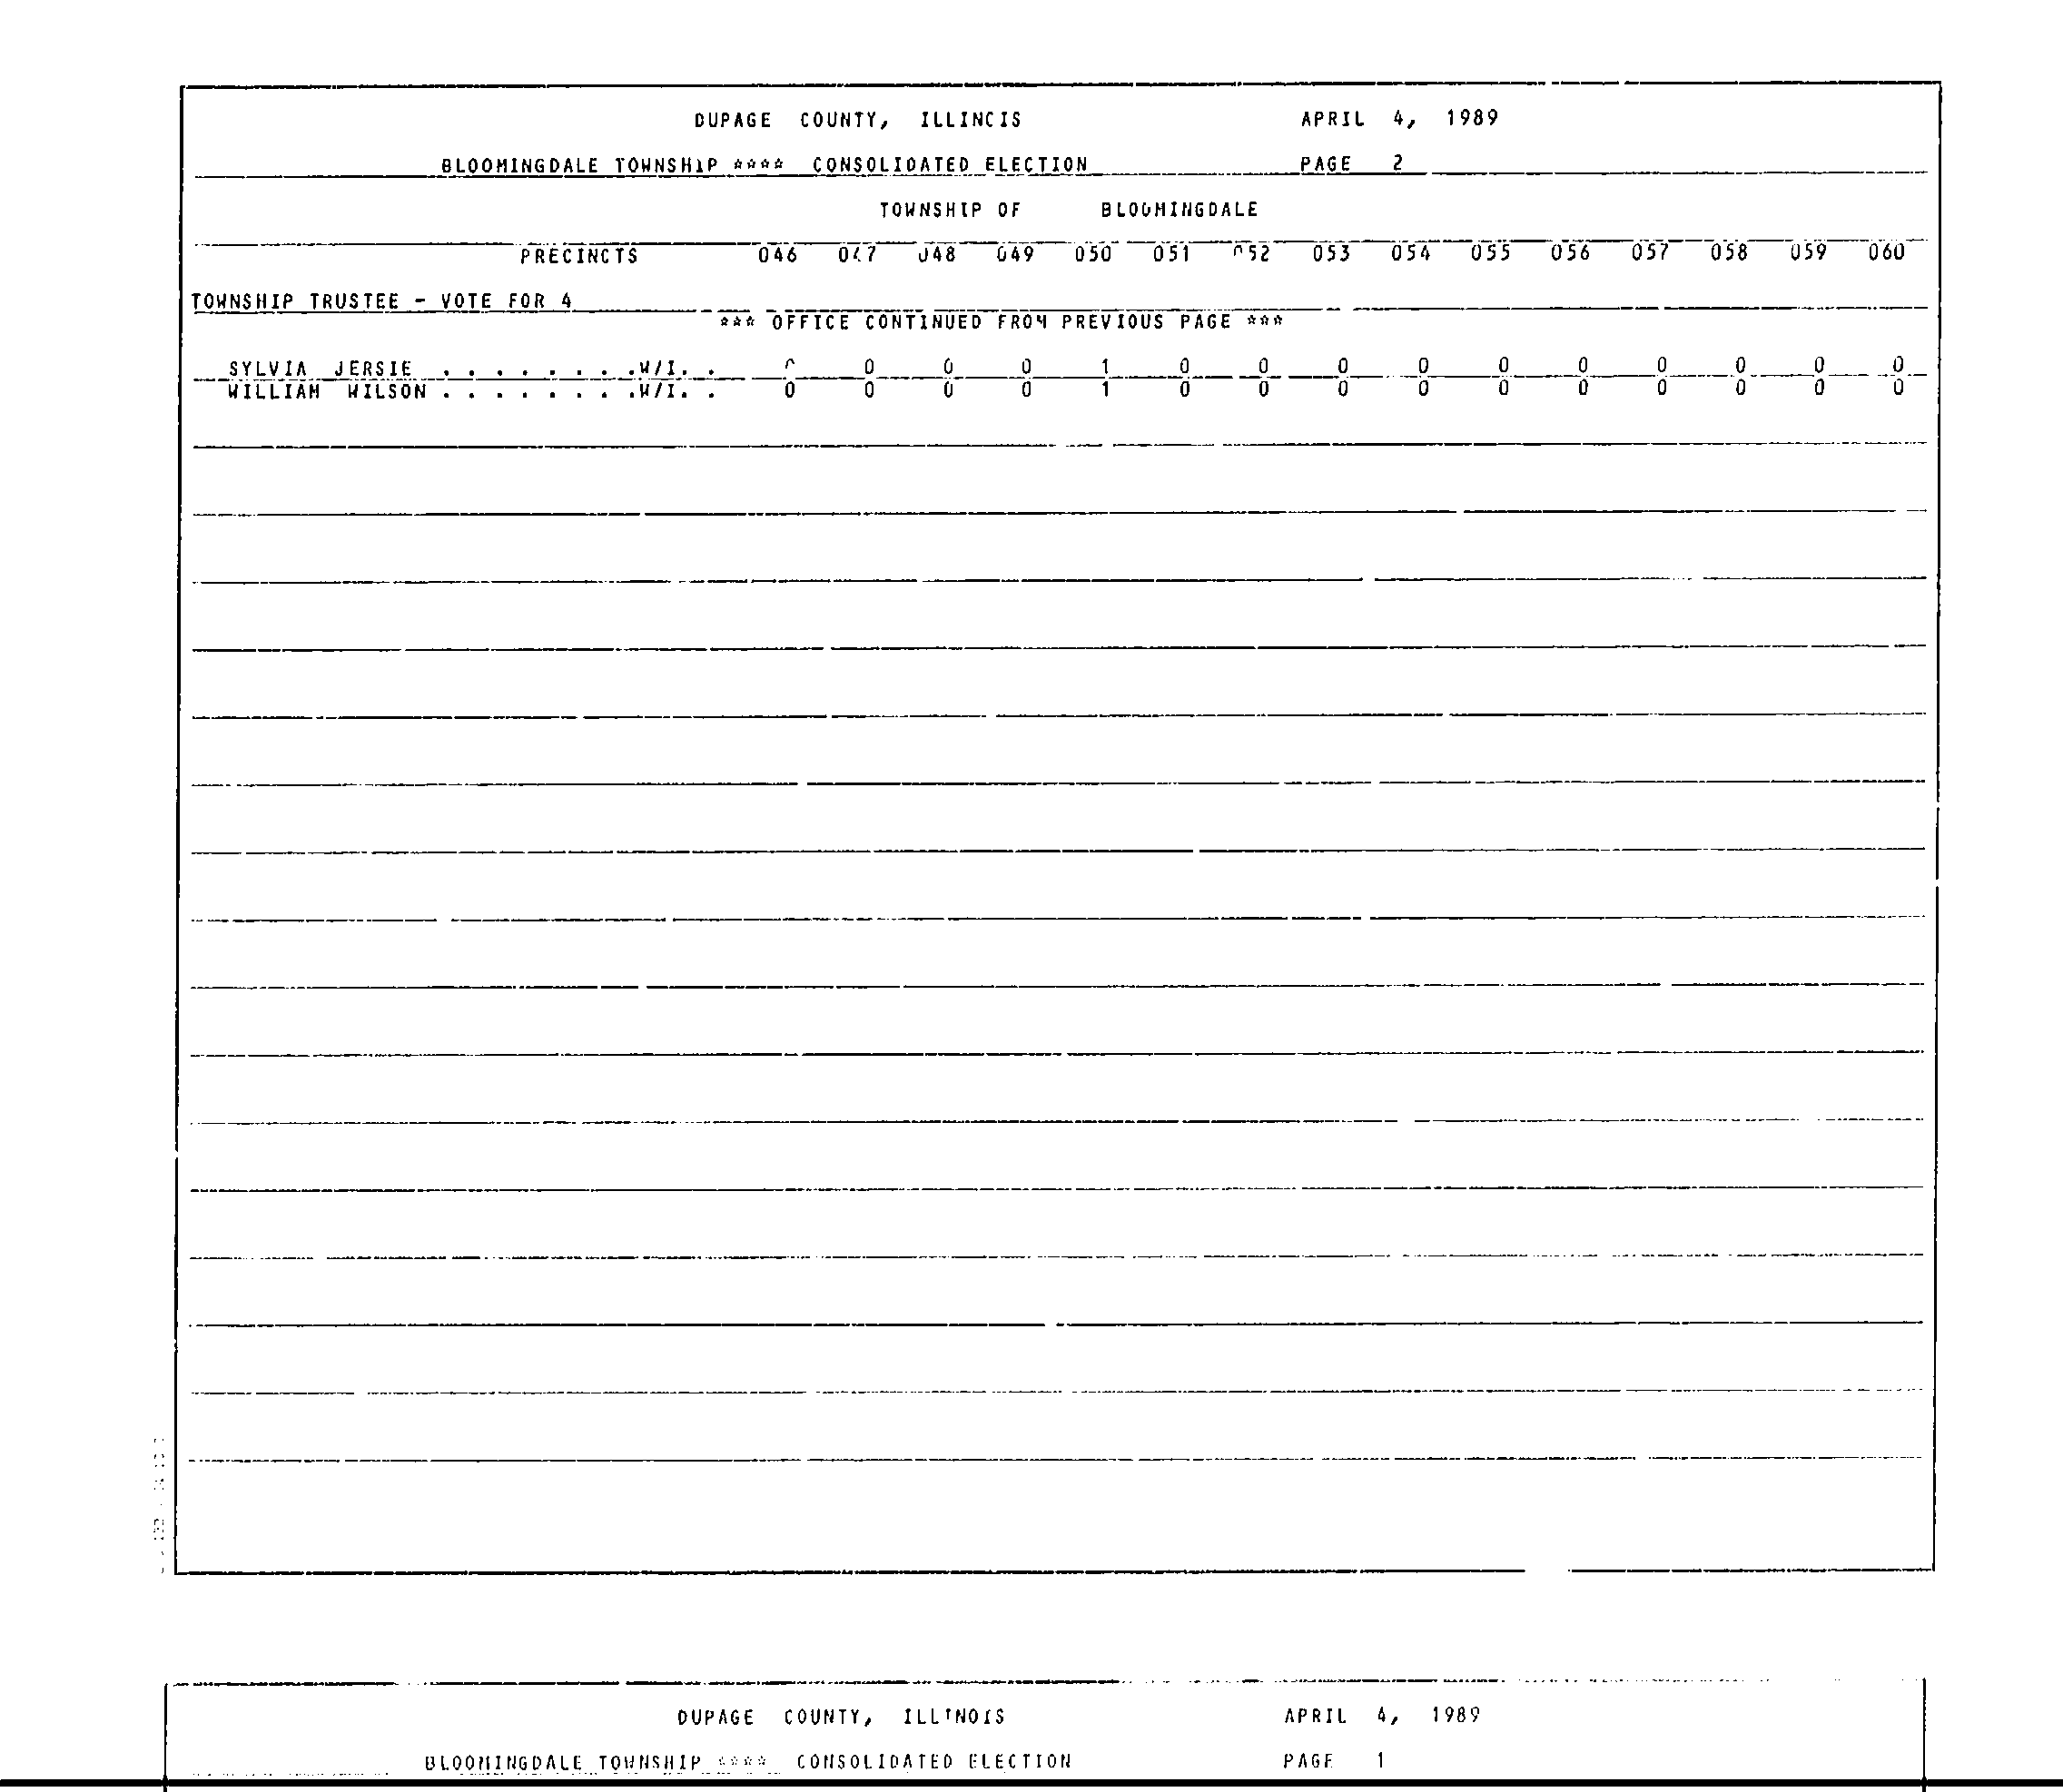 DUPAGE COUNTY, ILLINCIS APRIL 4, 1989
BLOOMINGDALE TOWNSHIP **** CONSOLIDATED ELECTION PAGE 2
TOWNSHIP OF BLOOMINGDALE
PRECINCTS 046 047 048 049 050 051 052 053 054 055 056 057 058 059 060
TOWNSHIP TRUSTEE - VOTE FOR 4
*** OFFICE CONTINUED FROM PREVIOUS PAGE ***
SYLVIA JERSIE . . . . . . . .W/I. . 0 0 0 0 1 0 0 0 0 0 0 0 0 0 0
WILLIAM WILSON . . . . . . . .W/I. . 0 0 0 0 1 0 0 0 0 0 0 0 0 0 0
DUPAGE COUNTY, ILLINOIS APRIL 4, 1989
BLOOMINGDALE TOWNSHIP **** CONSOLIDATED ELECTION PAGE 1